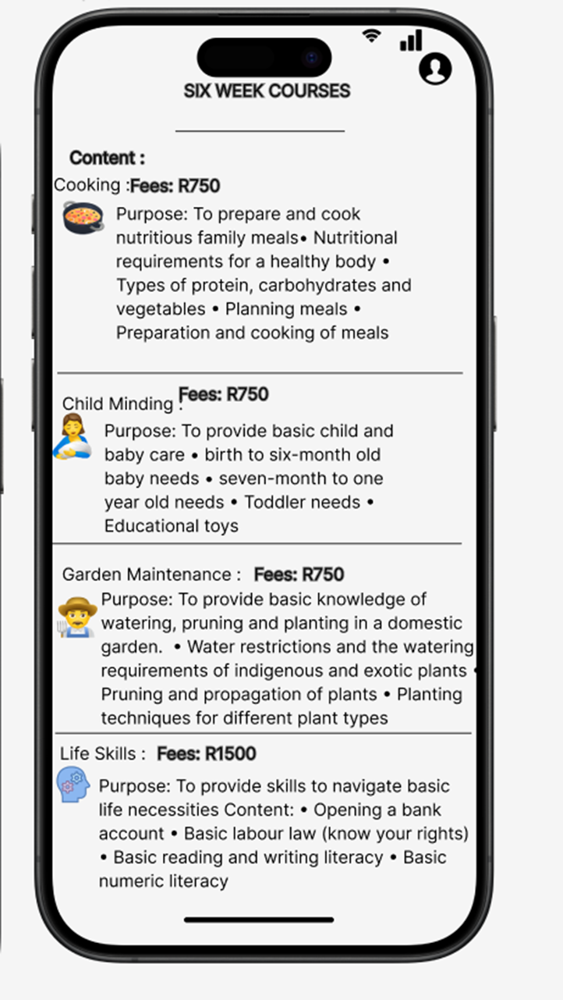 SIX WEEK COURSES
Content :
Cooking :Fees: R750
Purpose: To prepare and cook
nutritious family meals• Nutritional
requirements for a healthy body •
Types of protein, carbohydrates and
vegetables • Planning meals •
Preparation and cooking of meals
Child Minding : Fees: R750
Purpose: To provide basic child and
baby care • birth to six-month old
baby needs • seven-month to one
year old needs • Toddler needs •
Educational toys
Garden Maintenance : Fees: R750
Purpose: To provide basic knowledge of
watering, pruning and planting in a domestic
garden. • Water restrictions and the watering
requirements of indigenous and exotic plants •
Pruning and propagation of plants • Planting
techniques for different plant types
Life Skills : Fees: R1500
Purpose: To provide skills to navigate basic
life necessities Content: • Opening a bank
account • Basic labour law (know your rights)
• Basic reading and writing literacy • Basic
numeric literacy